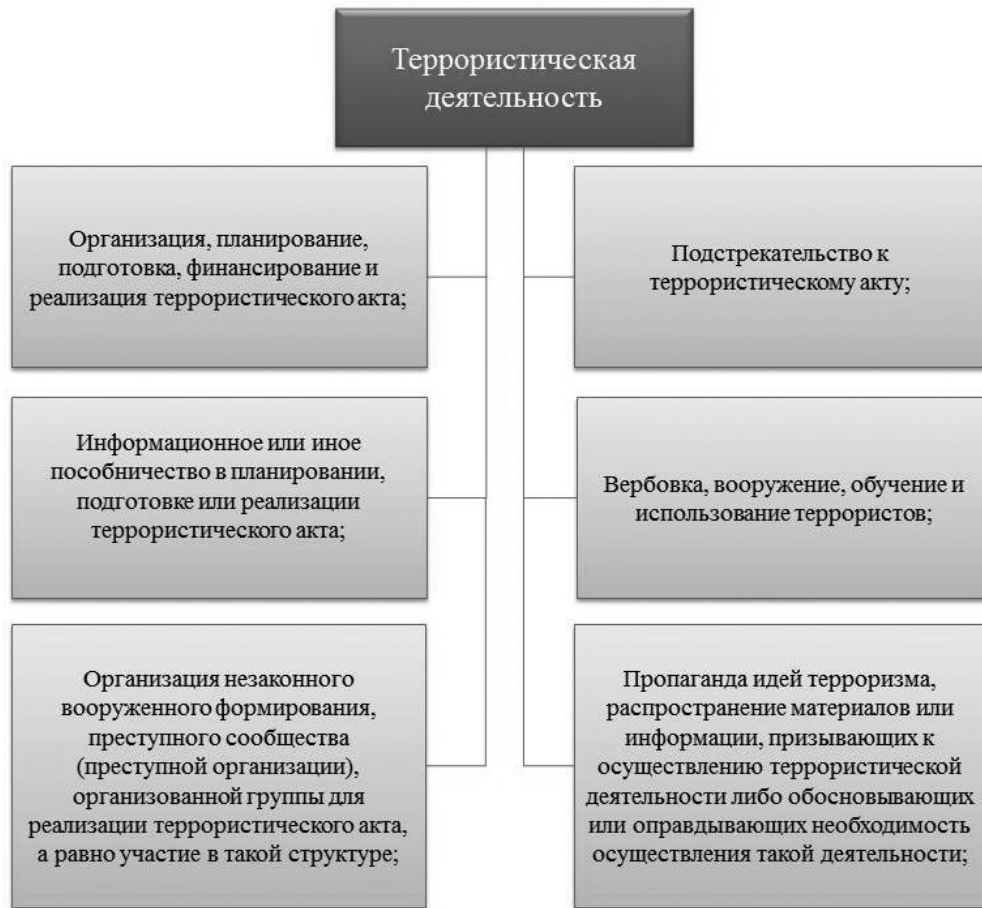 Террористическая
деятельность
Организация, планирование,
подготовка, финансирование и
реализация террористического акта;
Подстрекательство к
террористическому акту;
Информационное или иное
пособничество в планировании,
подготовке или реализации
террористического акта;
Вербовка, вооружение, обучение и
использование террористов;
Организация незаконного
вооруженного формирования,
преступного сообщества
(преступной организации),
организованной группы для
реализации террористического акта,
а равно участие в такой структуре;
Пропаганда идей терроризма,
распространение материалов или
информации, призывающих к
осуществлению террористической
деятельности либо обосновывающих
или оправдывающих необходимость
осуществления такой деятельности;